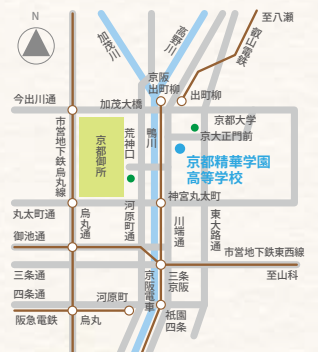 N
至八瀬
加茂川
高野川
叡山電鉄
京阪
出町柳
出町柳
今出川通
加茂大橋
市営地下鉄烏丸線
京都御所
荒神口
鴨川
京都大学
京大正門前
京都精華学園
高等学校
神宮丸太町
丸太町通
烏丸通
河原町通
川端通
東大路通
御池通
市営地下鉄東西線
三条通
京阪電車
三条
京阪
至山科
四条通
河原町
阪急電鉄
烏丸
祇園
四条